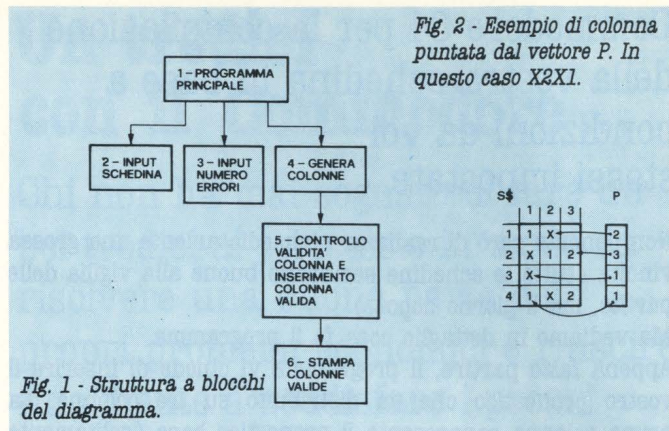 Fig. 2 - Esempio di colonna
puntata dal vettore P. In
questo caso X2X1.
1 - PROGRAMMA
PRINCIPALE
2 - INPUT
SCHEDINA
3 - INPUT
NUMERO
ERRORI
4 - GENERA
COLONNE
5 - CONTROLLO
VALIDITA'
COLONNA E
INSERIMENTO
COLONNA
VALIDA
6 - STAMPA
COLONNE
VALIDE
S$ P
1 2 3
1 1 X 2
2 X 1 2 3
3 X 1
4 1 X 2 1
Fig. 1 - Struttura a blocchi
del diagramma.